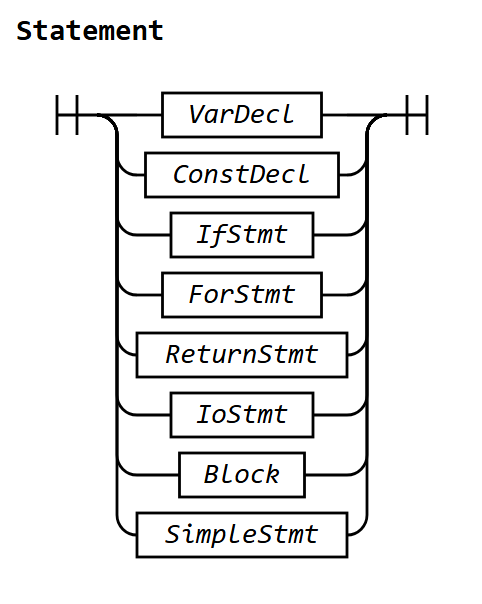 Statement
VarDecl
ConstDecl
IfStmt
ForStmt
ReturnStmt
IoStmt
Block
SimpleStmt